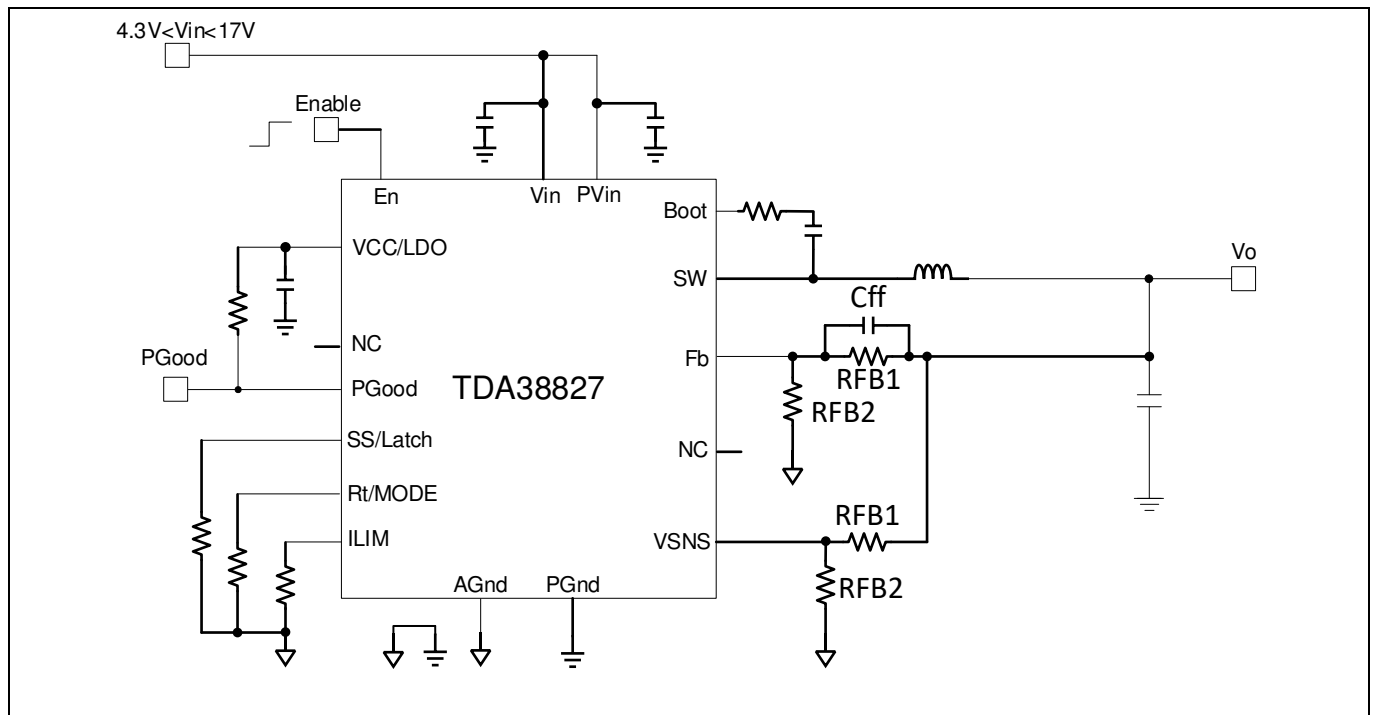 4.3V<Vin<17V
Enable
En
Vin
PVin
Boot
VCC/LDO
SW
Vo
Cff
NC
Fb
PGood
RFB1
PGood
TDA38827
RFB2
SS/Latch
NC
Rt/MODE
RFB1
ILIM
VSNS
AGnd
PGnd
RFB2